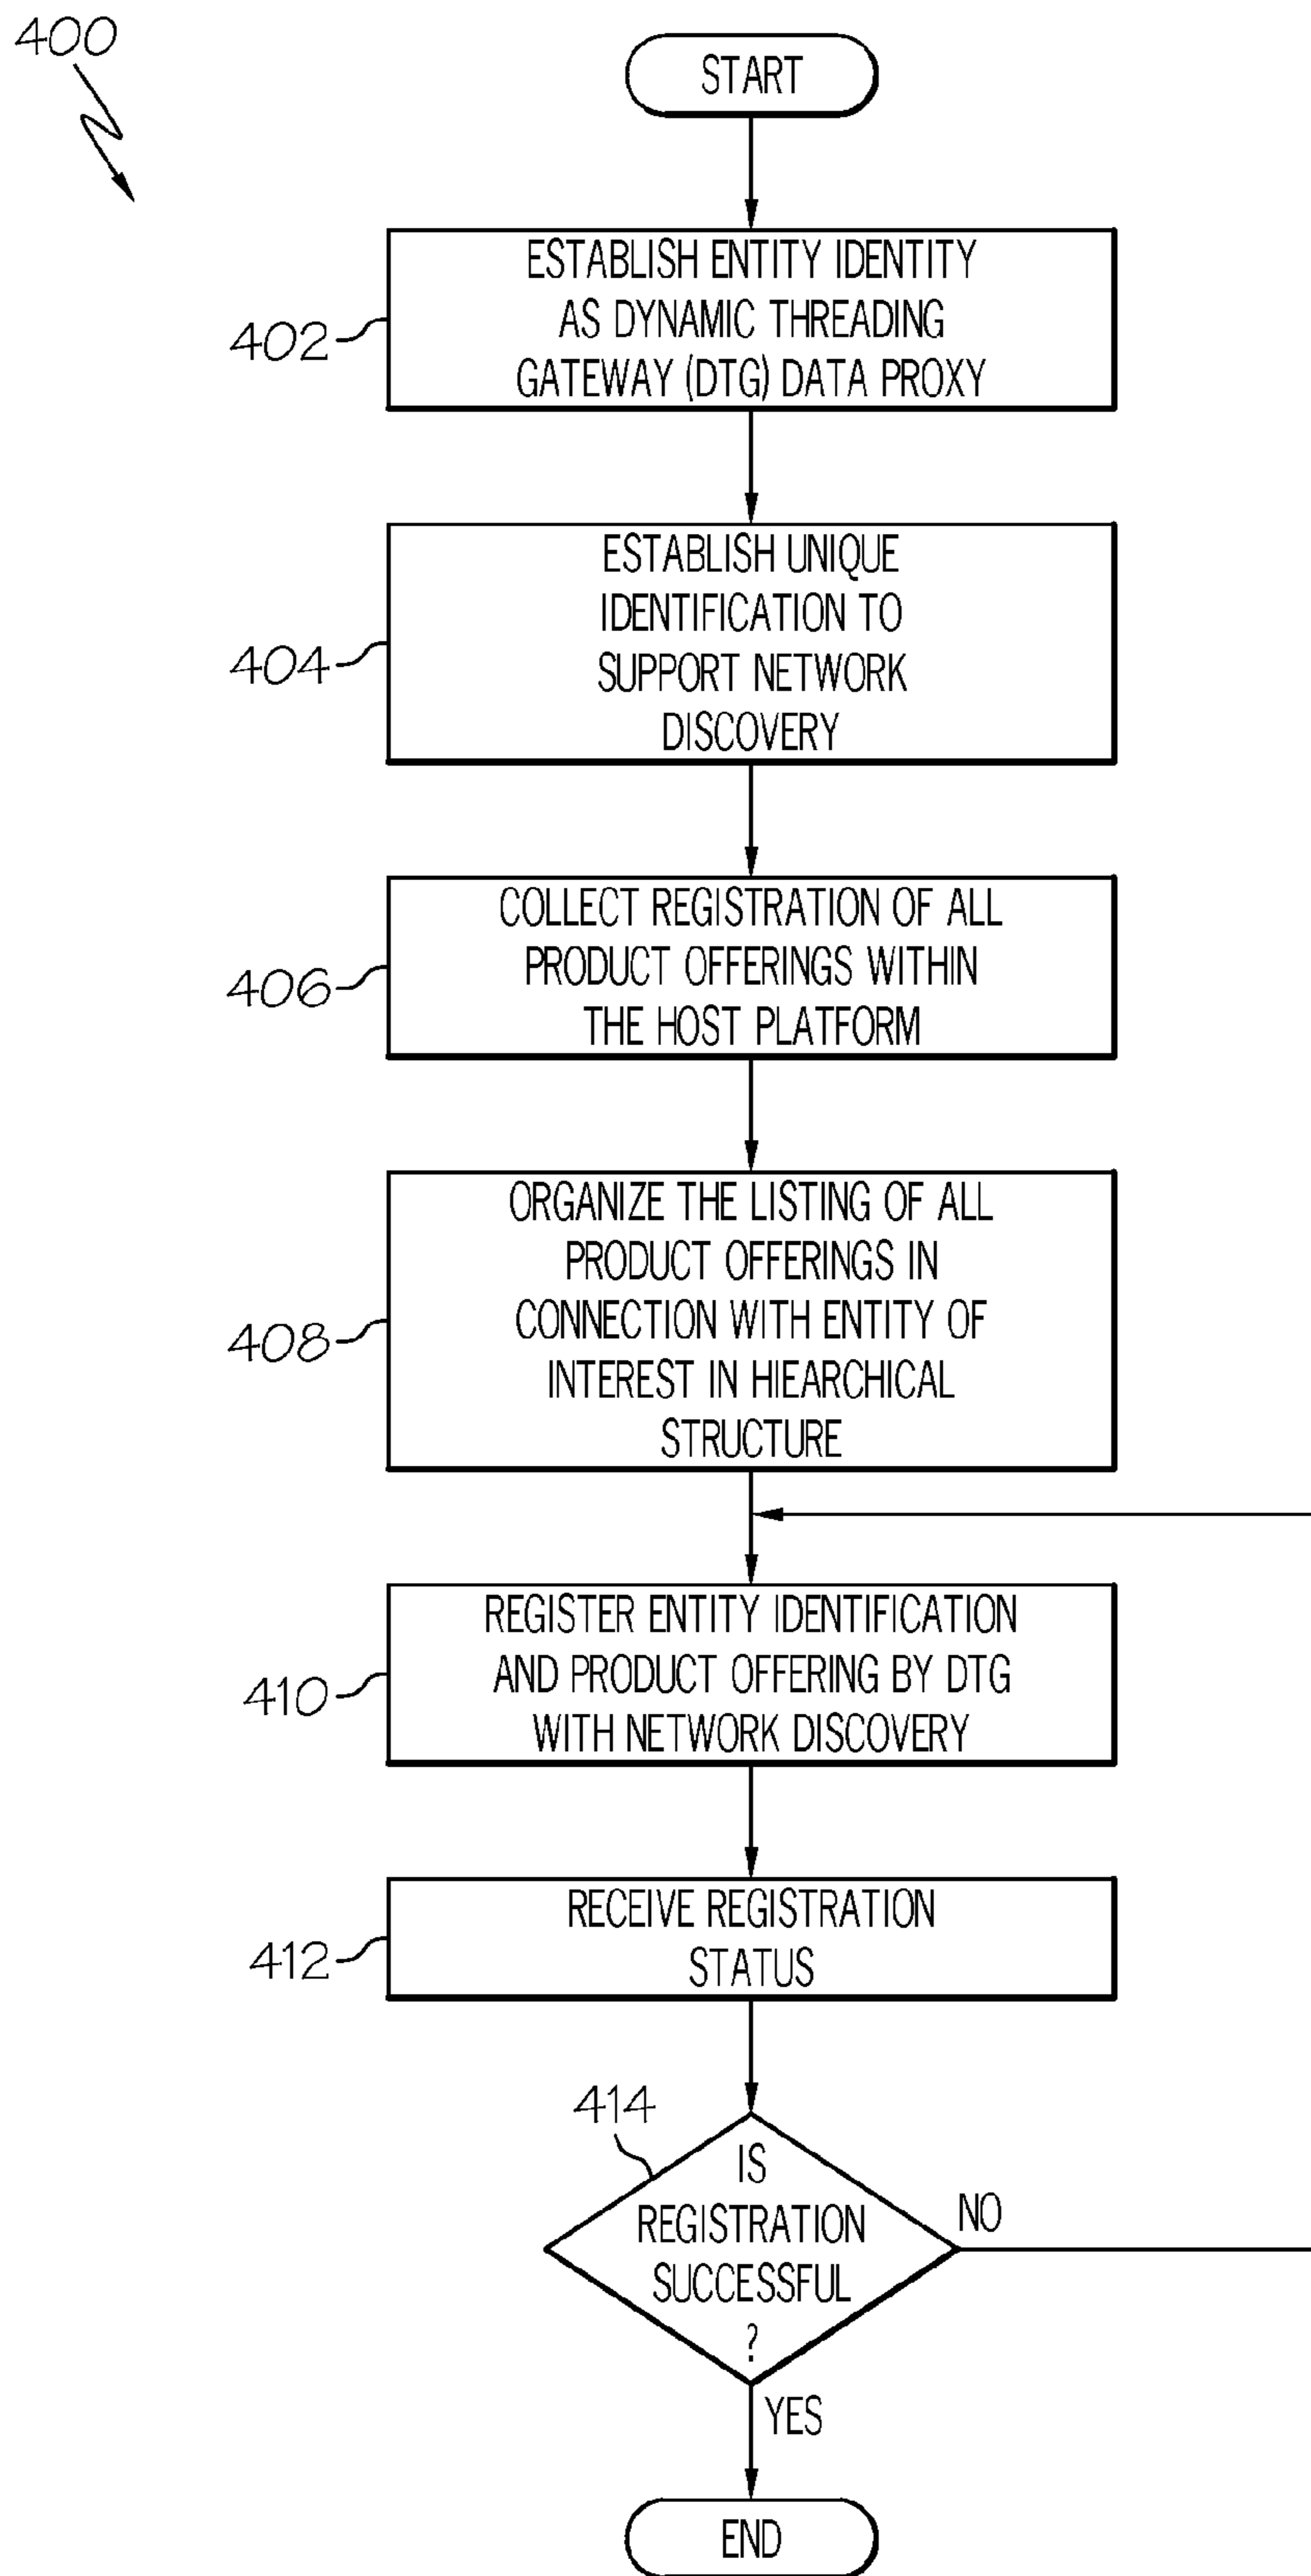 400
START
402
ESTABLISH ENTITY IDENTITY
AS DYNAMIC THREADING
GATEWAY (DTG) DATA PROXY
404
ESTABLISH UNIQUE
IDENTIFICATION TO
SUPPORT NETWORK
DISCOVERY
406
COLLECT REGISTRATION OF ALL
PRODUCT OFFERINGS WITHIN
THE HOST PLATFORM
408
ORGANIZE THE LISTING OF ALL
PRODUCT OFFERINGS IN
CONNECTION WITH ENTITY OF
INTEREST IN HIEARCHICAL
STRUCTURE
410
REGISTER ENTITY IDENTIFICATION
AND PRODUCT OFFERING BY DTG
WITH NETWORK DISCOVERY
412
RECEIVE REGISTRATION
STATUS
414
IS
REGISTRATION
SUCCESSFUL
?
NO
YES
END